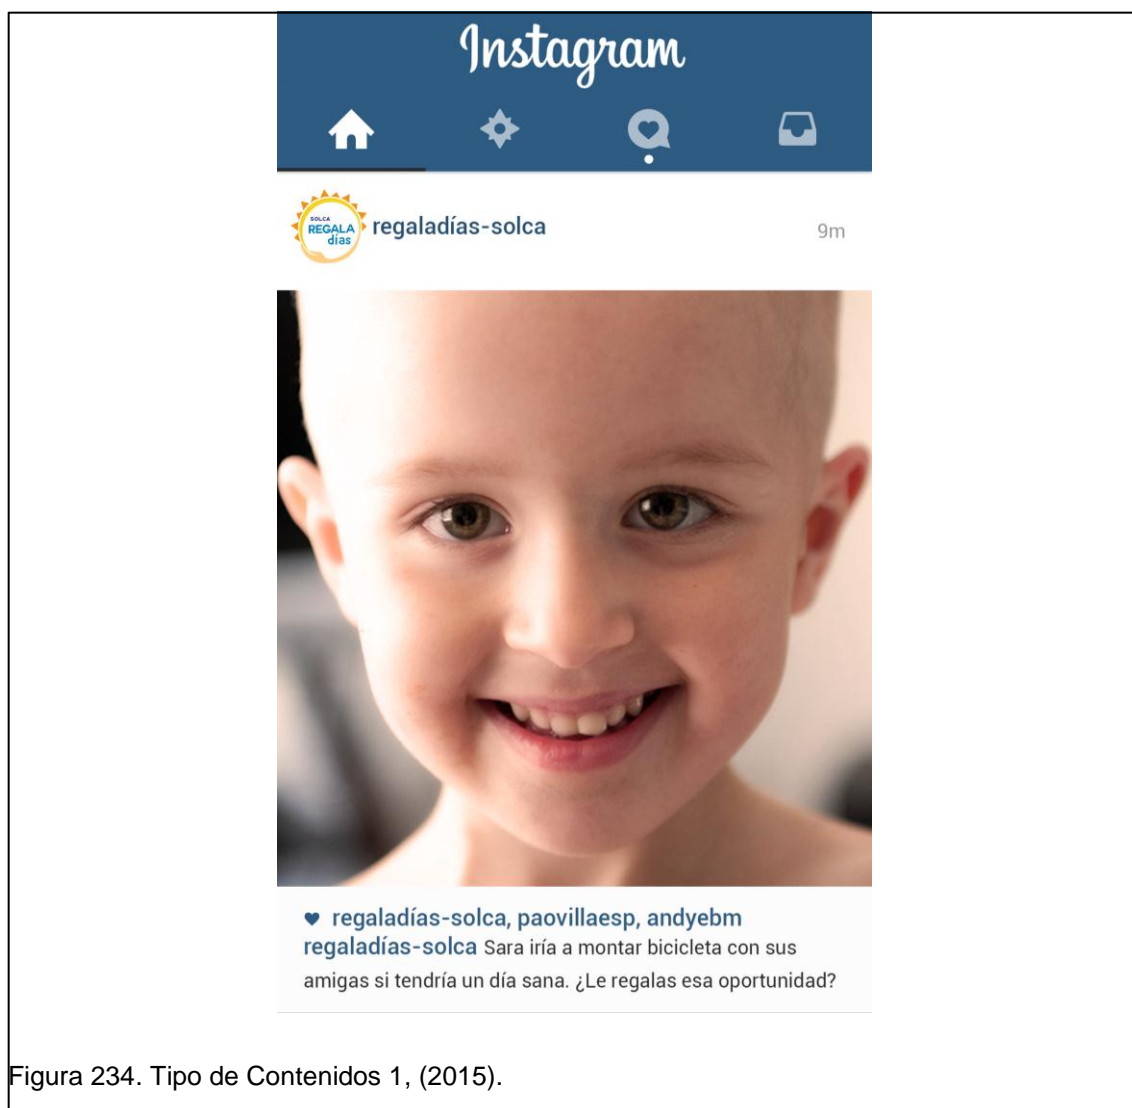 Instagram
SOLCA
REGALA
días
regaladías-solca
9m
regaladías-solca, paovillaesp, andyebm
regaladías-solca Sara iría a montar bicicleta con sus
amigas si tendría un día sana. ¿Le regalas esa oportunidad?
Figura 234. Tipo de Contenidos 1, (2015).